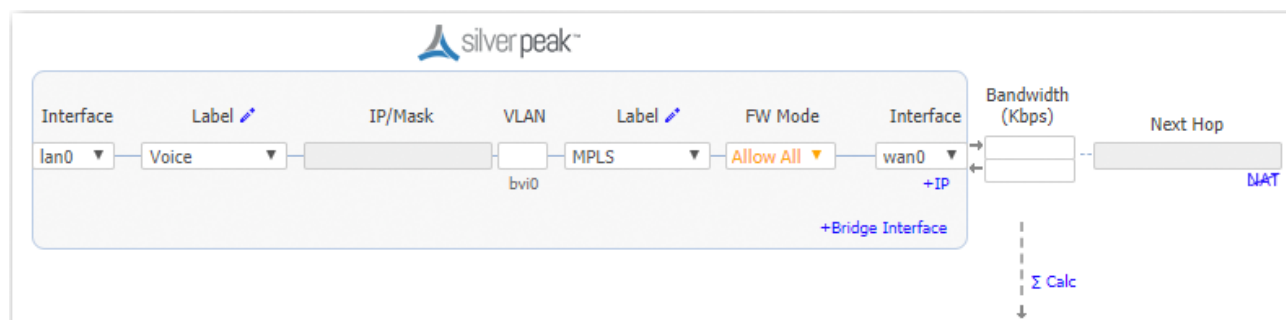 silver peak™
Interface Label IP/Mask VLAN Label FW Mode Interface Bandwidth (Kbps) Next Hop
lan0 Voice MPLS Allow All wan0
bvi0 +IP NAT
+Bridge Interface
Σ Calc